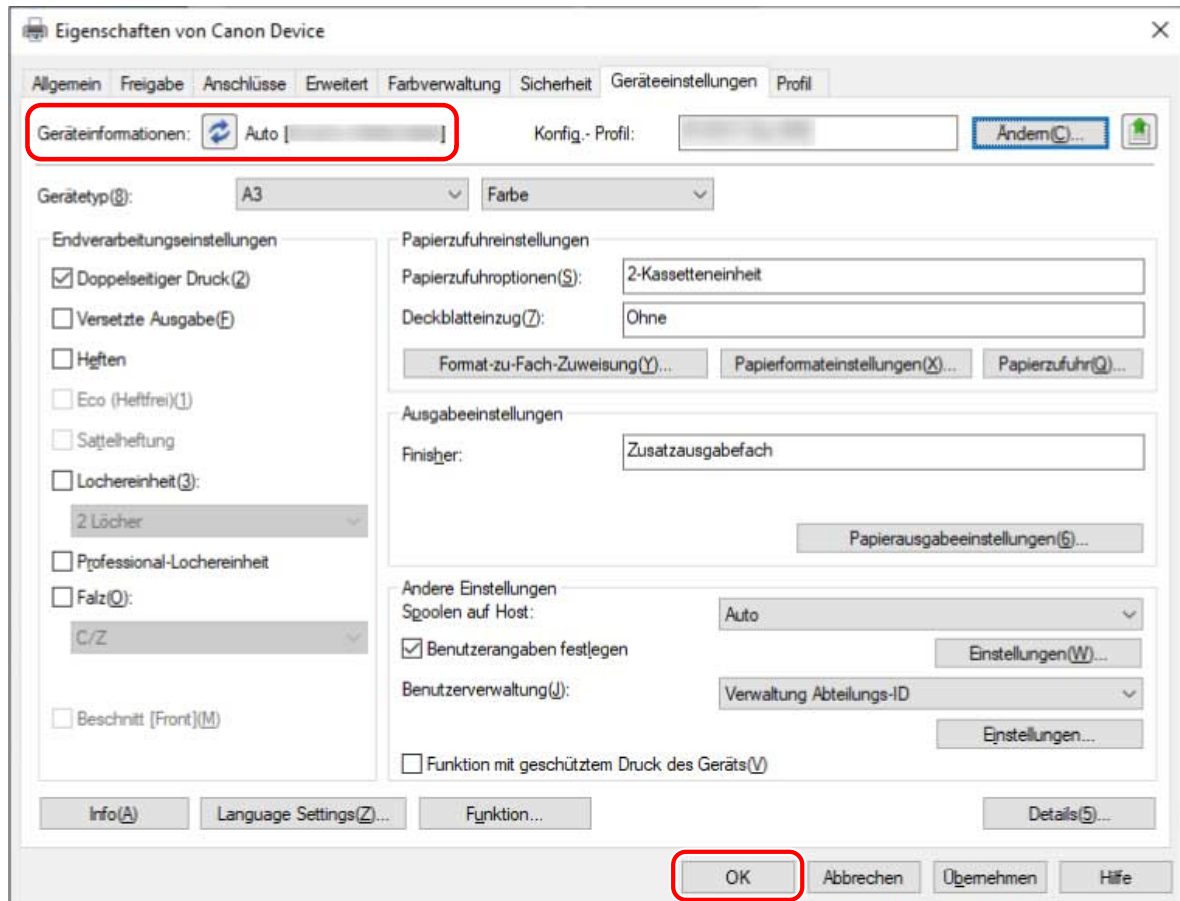 Eigenschaften von Canon Device
Allgemein Freigabe Anschlüsse Erweitert Farbverwaltung Sicherheit Geräteeinstellungen Profil
Geräteinformationen: Auto [ ] Konfig.- Profil: Ändern(C)...
Gerätetyp(8): A3 Farbe
Endverarbeitungseinstellungen
Doppelseitiger Druck(2)
Versetzte Ausgabe(F)
Heften
Eco (Heftfrei)(1)
Sattelheftung
Lochereinheit(3):
2 Löcher
Professional-Lochereinheit
Falz(O):
C/Z
Beschnitt [Front](M)
Papierzufuhreinstellungen
Papierzufuhroptionen(S): 2-Kassetteneinheit
Deckblatteinzug(7): Ohne
Format-zu-Fach-Zuweisung(Y)... Papierformateinstellungen(X)... Papierzufuhr(Q)...
Ausgabeeinstellungen
Finisher: Zusatzausgabefach
Papierausgabeeinstellungen(6)...
Andere Einstellungen
Spoolen auf Host: Auto
Benutzerangaben festlegen Einstellungen(W)...
Benutzerverwaltung(J): Verwaltung Abteilungs-ID
Einstellungen...
Funktion mit geschütztem Druck des Geräts(V)
Info(A) Language Settings(Z)... Funktion... Details(5)...
OK Abbrechen Übernehmen Hilfe